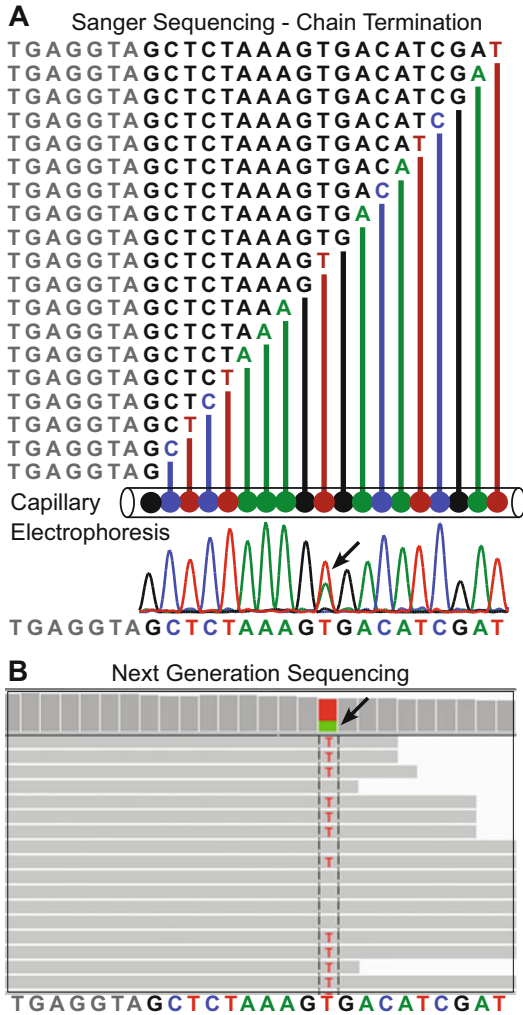 A Sanger Sequencing - Chain Termination
TGAGGTAGCTCTAAAGTGACATCGAT
TGAGGTAGCTCTAAAGTGACATCGA
TGAGGTAGCTCTAAAGTGACATCG
TGAGGTAGCTCTAAAGTGACATC
TGAGGTAGCTCTAAAGTGACAT
TGAGGTAGCTCTAAAGTGACA
TGAGGTAGCTCTAAAGTGAC
TGAGGTAGCTCTAAAGTGA
TGAGGTAGCTCTAAAGTG
TGAGGTAGCTCTAAAGT
TGAGGTAGCTCTAAAG
TGAGGTAGCTCTAAA
TGAGGTAGCTCTAA
TGAGGTAGCTCTA
TGAGGTAGCTCT
TGAGGTAGCTC
TGAGGTAGCT
TGAGGTAGC
TGAGGTAG
Capillary
Electrophoresis
TGAGGTAGCTCTAAAGTGACATCGAT
B Next Generation Sequencing
T
T
T
T
T
T
T
T
T
T
T
TGAGGTAGCTCTAAAGTGACATCGAT